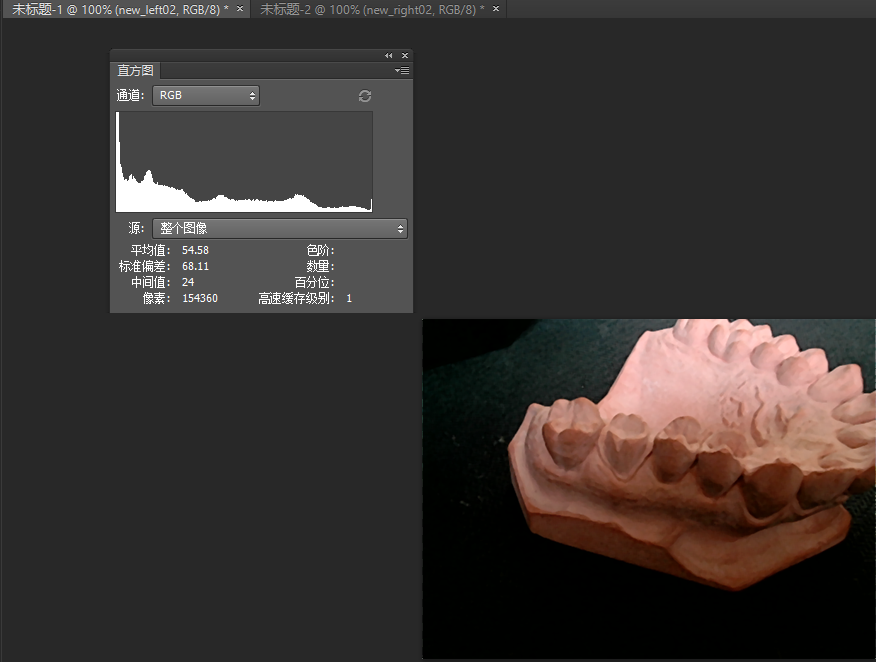 未标题-1 @ 100% (new_left02, RGB/8) * ×
未标题-2 @ 100% (new_right02, RGB/8) * ×
直方图
通道: RGB
源: 整个图像
平均值: 54.58 色阶:
标准偏差: 68.11 数量:
中间值: 24 百分位:
像素: 154360 高速缓存级别: 1